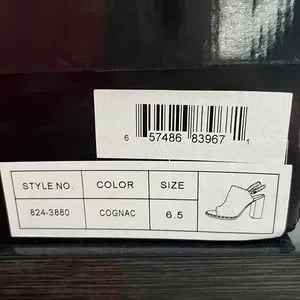 6 57486 83967 1
STYLE NO. COLOR SIZE
824-3880 COGNAC 6.5